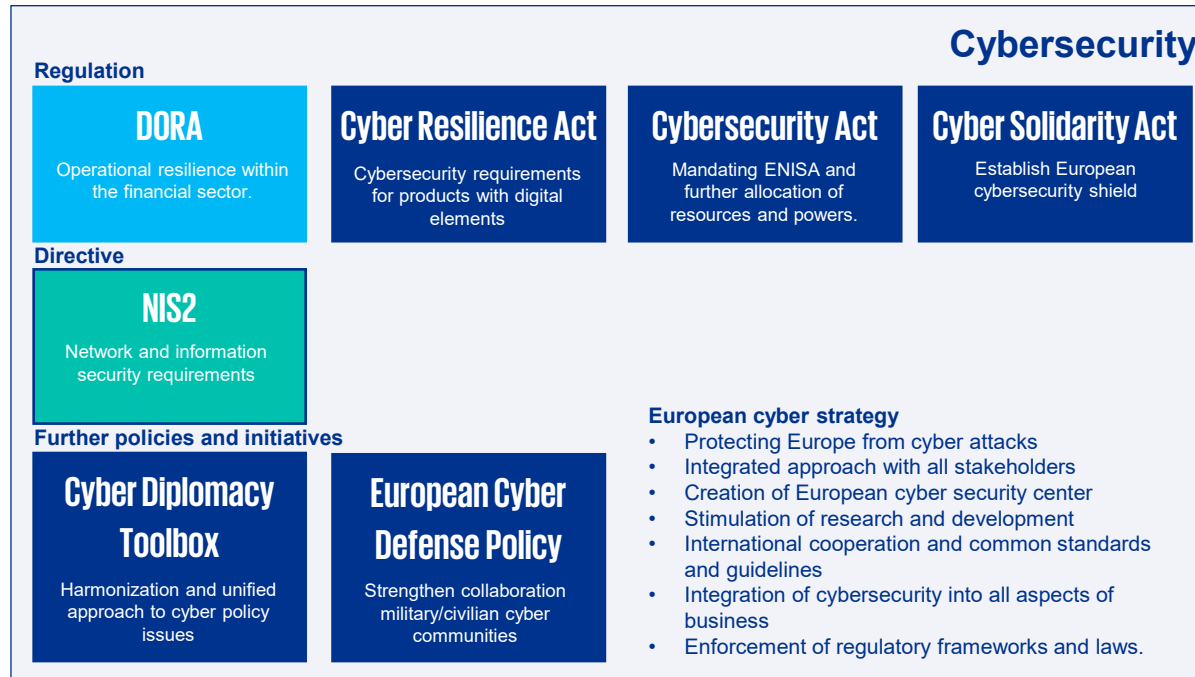 Cybersecurity
Regulation
DORA
Operational resilience within
the financial sector.
Cyber Resilience Act
Cybersecurity requirements
for products with digital
elements
Cybersecurity Act
Mandating ENISA and
further allocation of
resources and powers.
Cyber Solidarity Act
Establish European
cybersecurity shield
Directive
NIS2
Network and information
security requirements
Further policies and initiatives
Cyber Diplomacy
Toolbox
Harmonization and unified
approach to cyber policy
issues
European Cyber
Defense Policy
Strengthen collaboration
military/civilian cyber
communities
European cyber strategy
• Protecting Europe from cyber attacks
• Integrated approach with all stakeholders
• Creation of European cyber security center
• Stimulation of research and development
• International cooperation and common standards
and guidelines
• Integration of cybersecurity into all aspects of
business
• Enforcement of regulatory frameworks and laws.